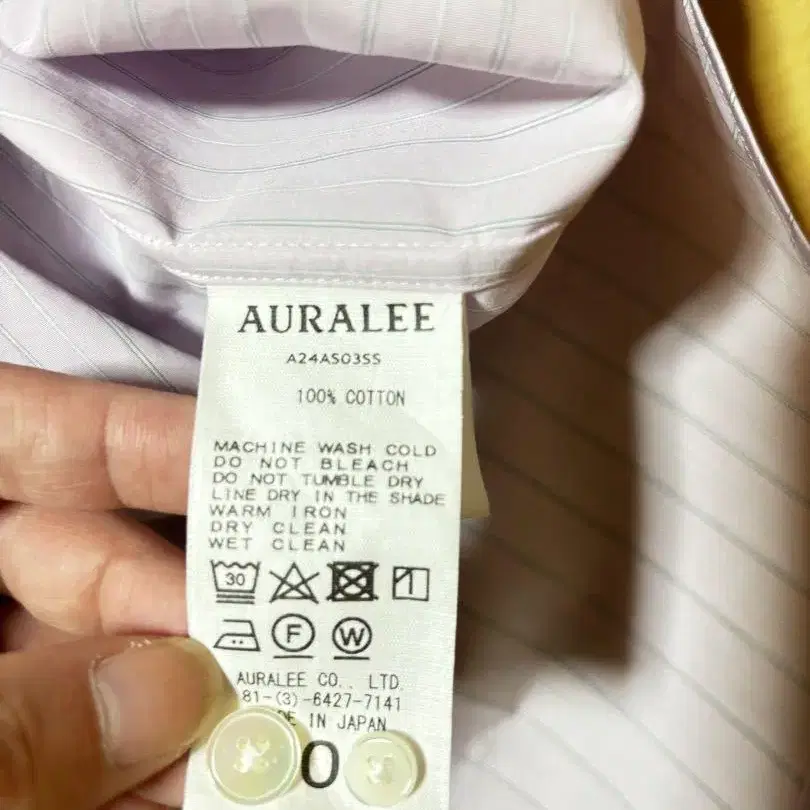 AURALEE
A24AS03SS
100% COTTON
MACHINE WASH COLD
DO NOT BLEACH
DO NOT TUMBLE DRY
LINE DRY IN THE SHADE
WARM IRON
DRY CLEAN
WET CLEAN
30
F W
AURALEE CO., LTD.
81-(3)-6427-7141
IN JAPAN
0